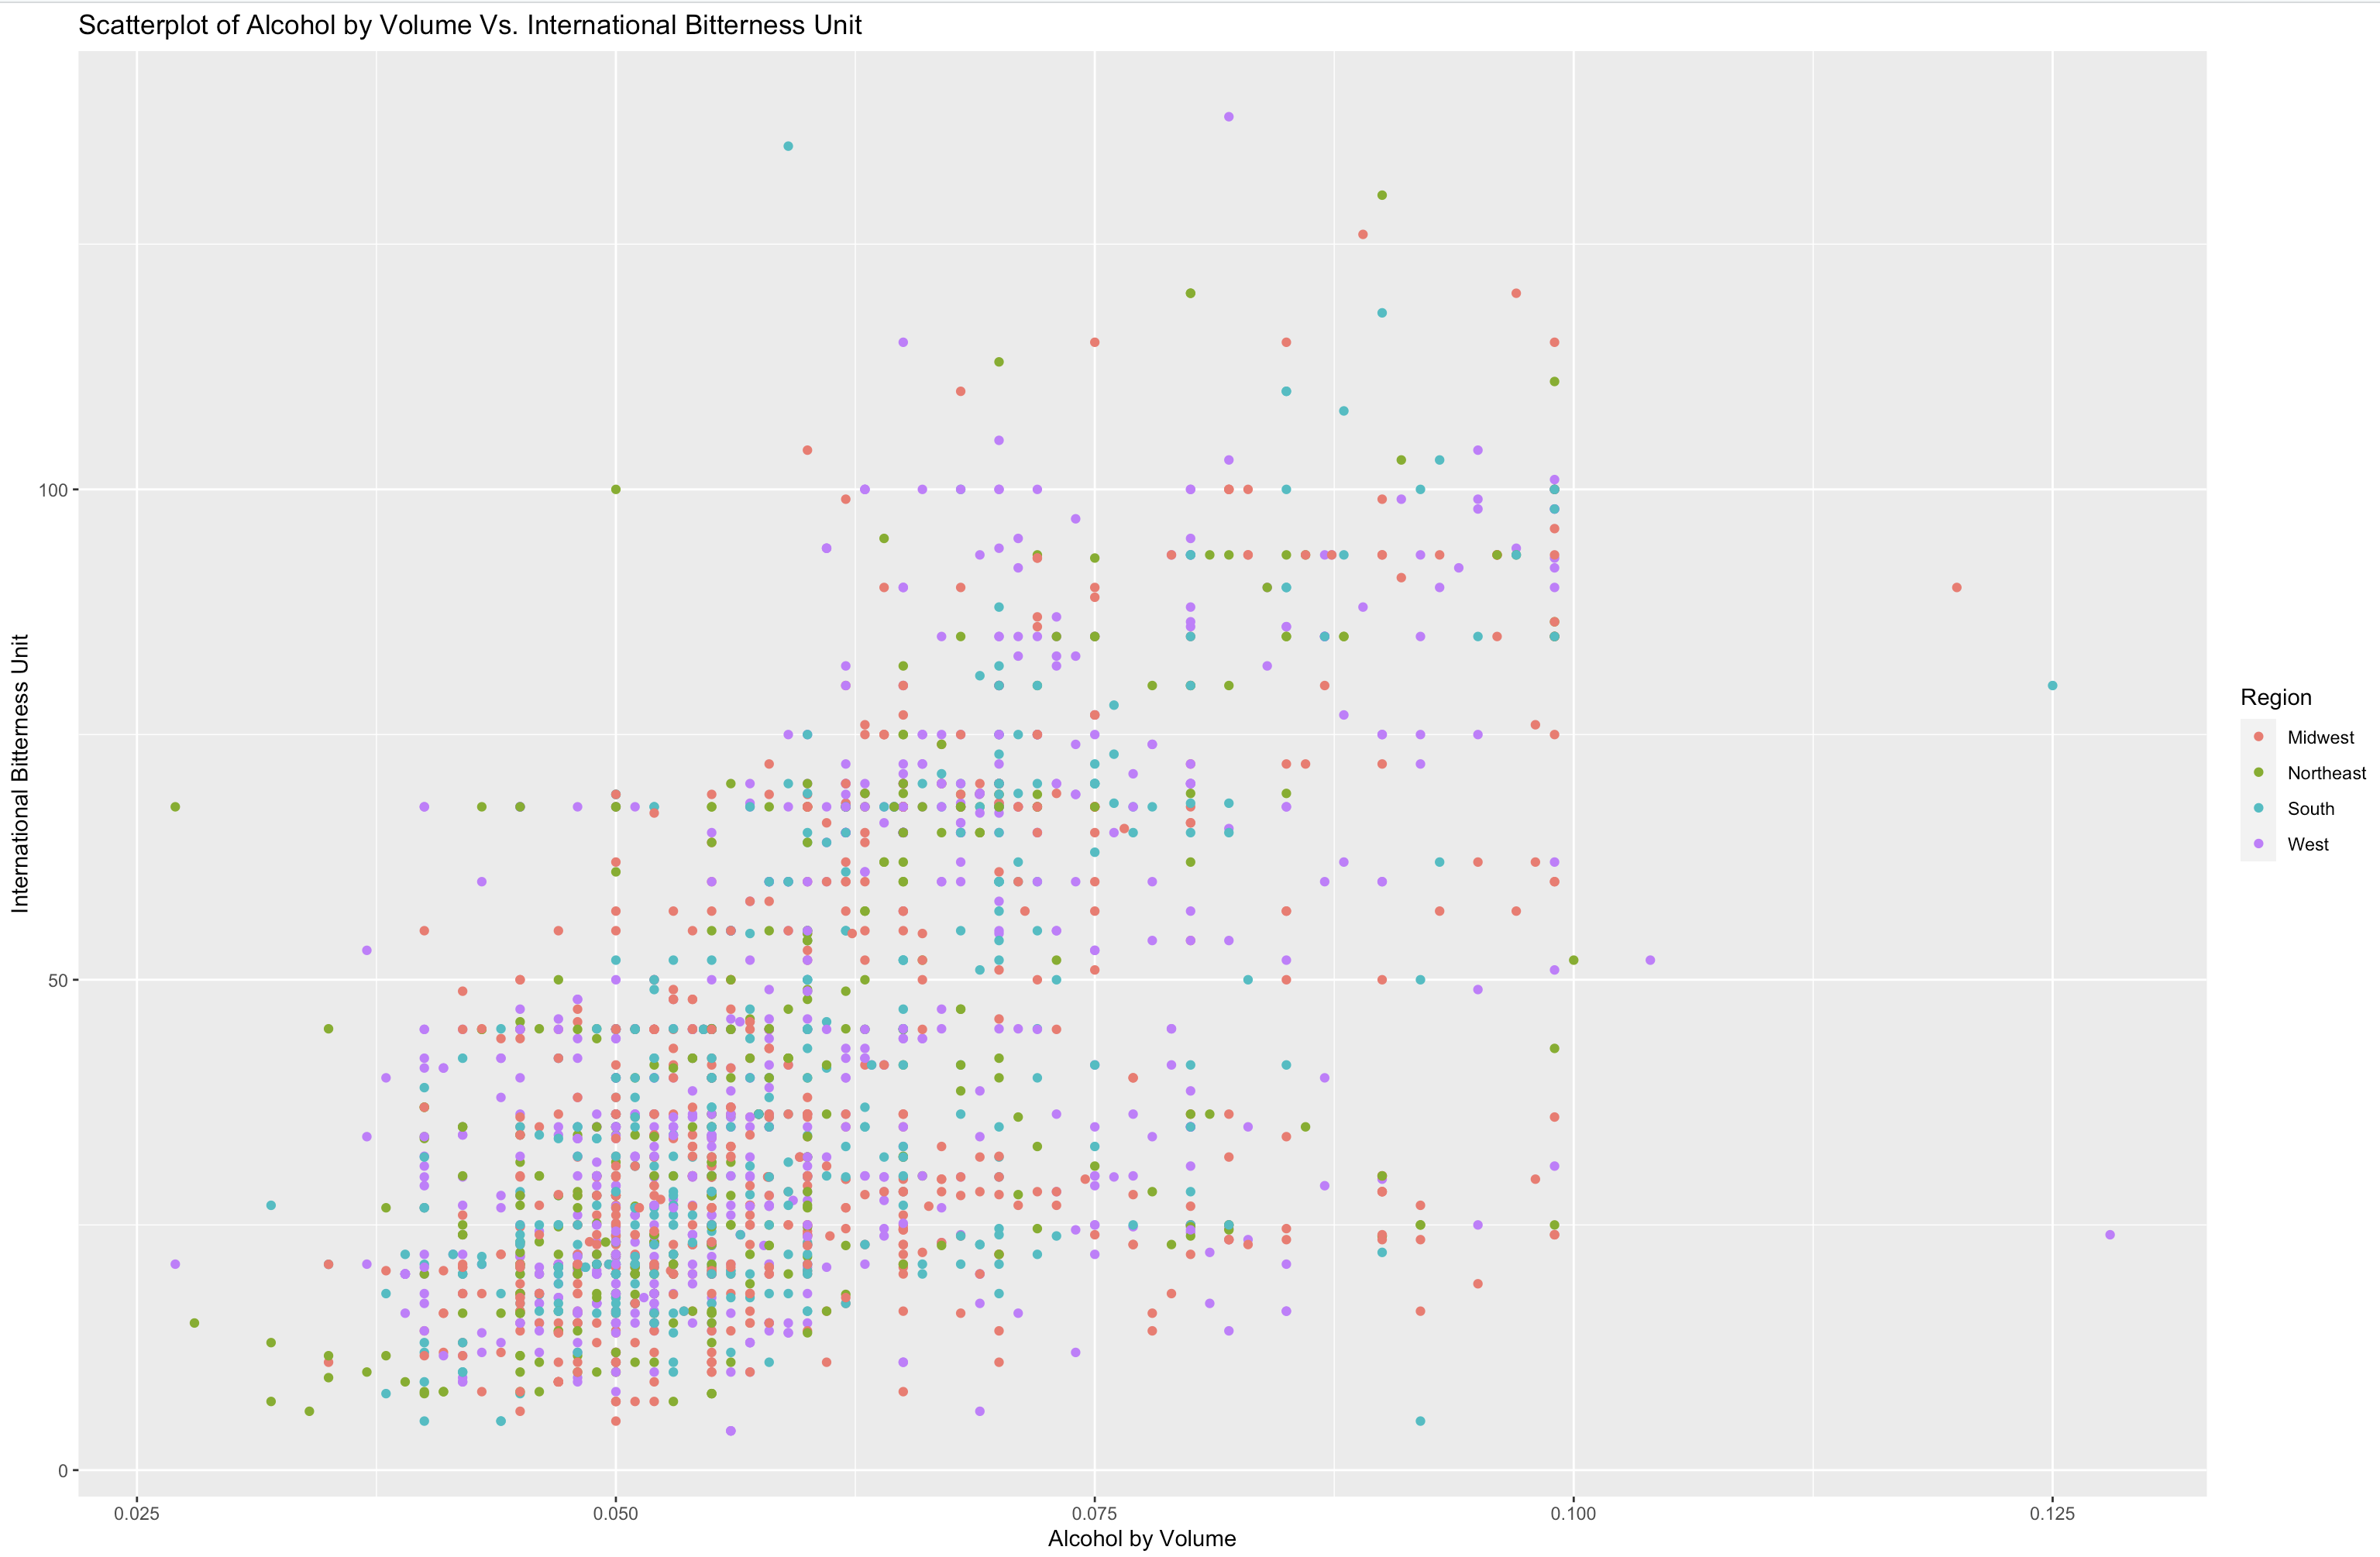 Scatterplot of Alcohol by Volume Vs. International Bitterness Unit
International Bitterness Unit
100
50
0
0.025
0.050
0.075
0.100
0.125
Alcohol by Volume
Region
Midwest
Northeast
South
West